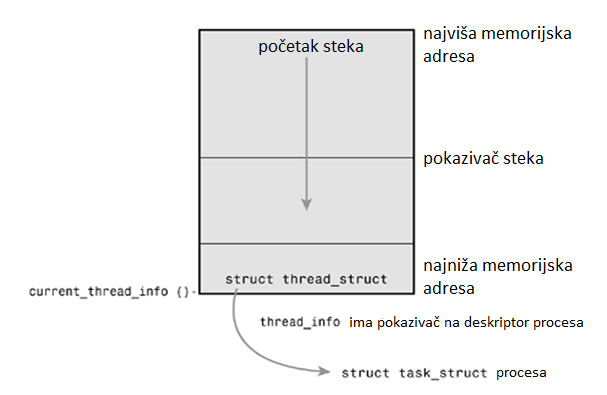 početak steka
najviša memorijska
adresa
pokazivač steka
najniža memorijska
adresa
struct thread_struct
current_thread_info ()
thread_info ima pokazivač na deskriptor procesa
struct task_struct procesa